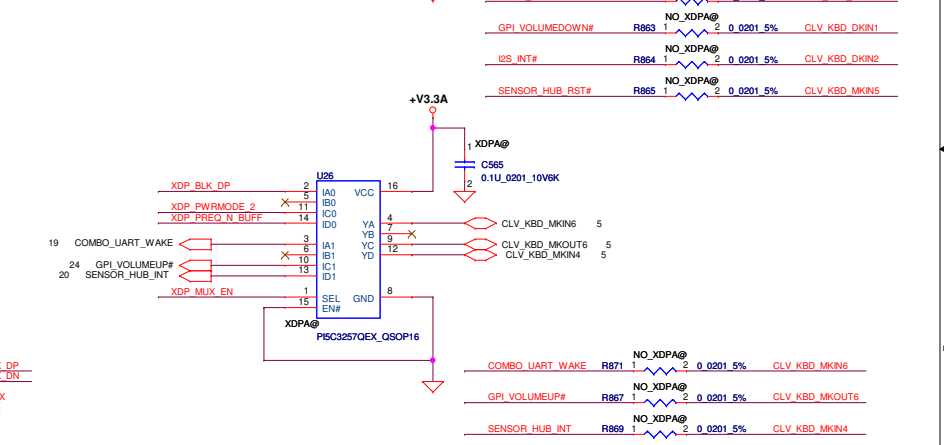 NO_XDPA@
GPI_VOLUMEDOWN# R863 1 2 0_0201_5% CLV_KBD_DKIN1
NO_XDPA@
I2S_INT# R864 1 2 0_0201_5% CLV_KBD_DKIN2
NO_XDPA@
SENSOR_HUB_RST# R865 1 2 0_0201_5% CLV_KBD_MKIN5
+V3.3A
1 XDPA@
C565
0.1U_0201_10V6K
2
U26
XDP_BLK_DP 2 IA0 VCC 16
5 IB0
XDP_PWRMODE_2 11 IC0
XDP_PREQ_N_BUFF 14 ID0 YA 4 CLV_KBD_MKIN6 5
YB 7
19 COMBO_UART_WAKE 3 IA1 YC 9 CLV_KBD_MKOUT6 5
6 IB1 YD 12 CLV_KBD_MKIN4 5
24 GPI_VOLUMEUP# 10 IC1
20 SENSOR_HUB_INT 13 ID1
XDP_MUX_EN 1 SEL GND 8
15 EN#
XDPA@
PI5C3257QEX_QSOP16
_DP
_DN
X
NO_XDPA@
COMBO_UART_WAKE R871 1 2 0_0201_5% CLV_KBD_MKIN6
NO_XDPA@
GPI_VOLUMEUP# R867 1 2 0_0201_5% CLV_KBD_MKOUT6
NO_XDPA@
SENSOR_HUB_INT R869 1 2 0_0201_5% CLV_KBD_MKIN4